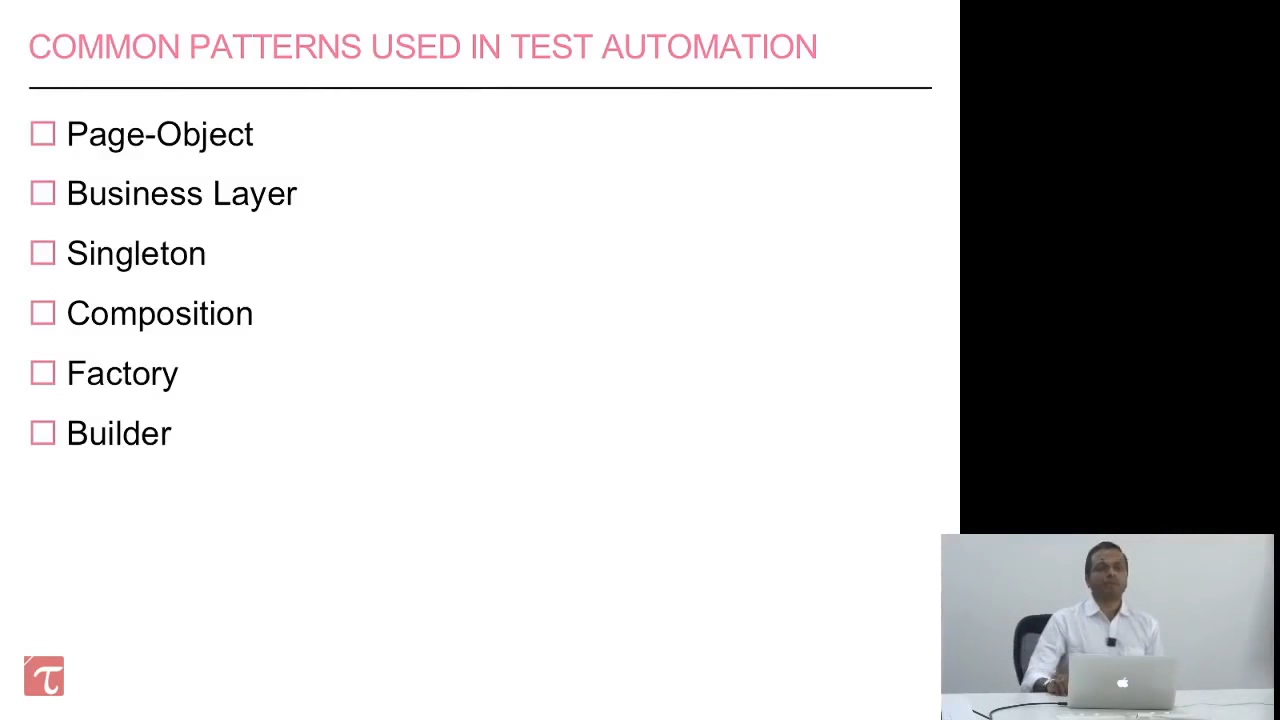 COMMON PATTERNS USED IN TEST AUTOMATION
Page-Object
Business Layer
Singleton
Composition
Factory
Builder
τ